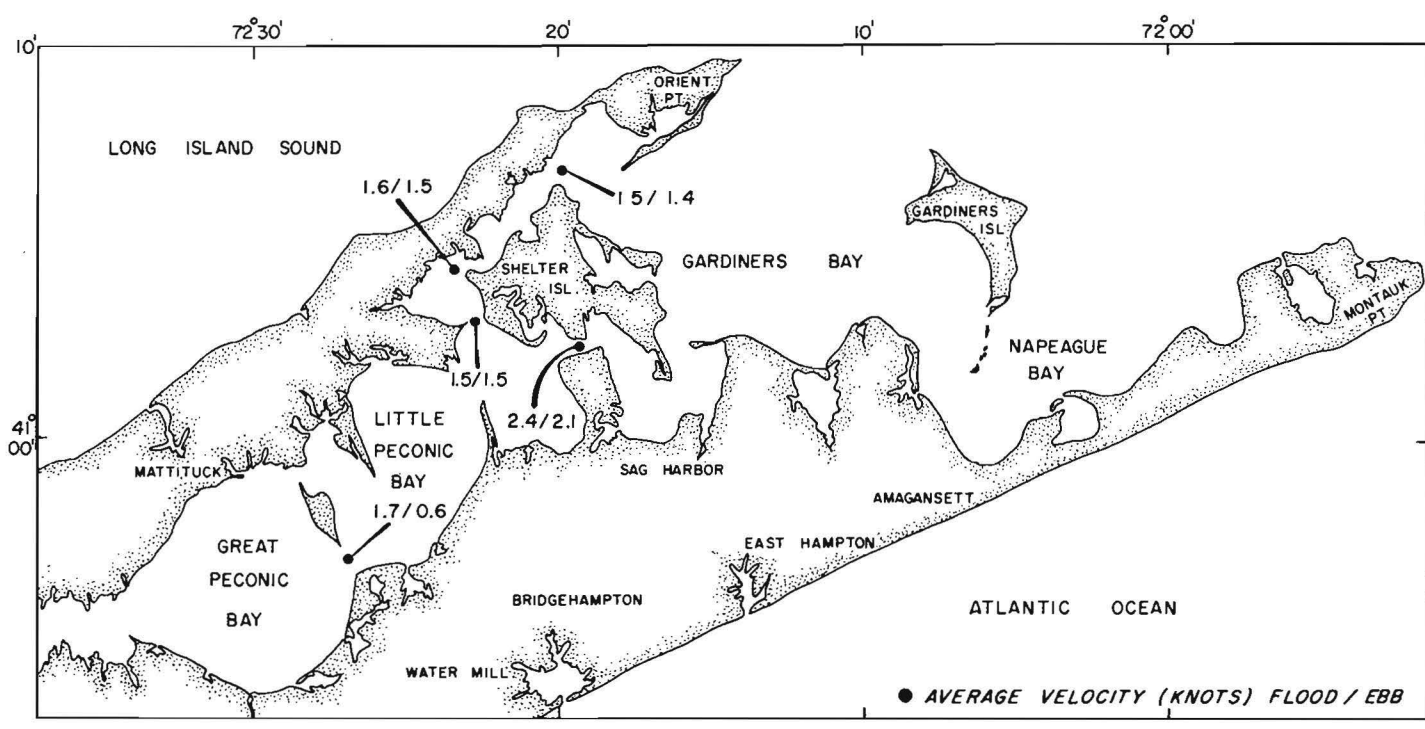 72°30'
20'
10'
72°00'
10'
ORIENT
PT.
LONG ISLAND SOUND
1.6/1.5
1.5/1.4
GARDINERS
ISL.
SHELTER
ISL.
GARDINERS BAY
MONTAUK
PT.
NAPEAGUE
BAY
1.5/1.5
41°
00'
LITTLE
PECONIC
BAY
2.4/2.1
MATTITUCK
SAG HARBOR
AMAGANSETT
1.7/0.6
GREAT
PECONIC
BAY
EAST HAMPTON
BRIDGEHAMPTON
ATLANTIC OCEAN
WATER MILL
● AVERAGE VELOCITY (KNOTS) FLOOD / EBB